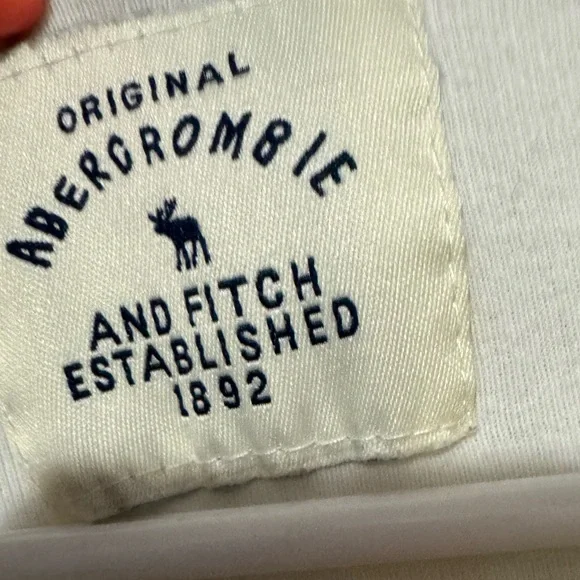 ORIGINAL
ABERCROMBIE
AND FITCH
ESTABLISHED
1892